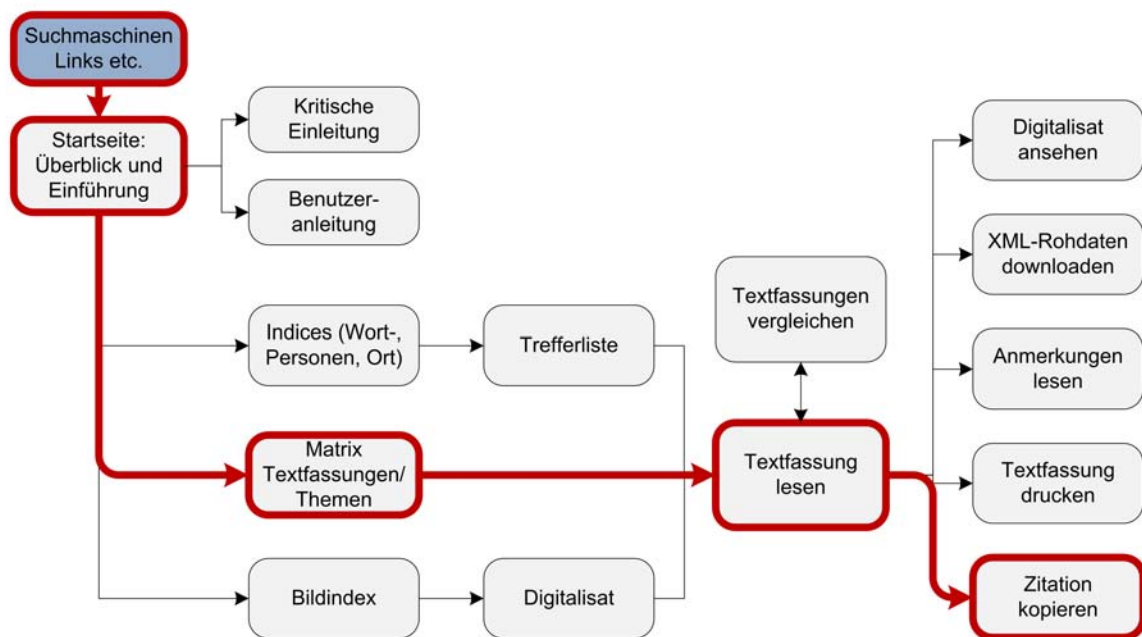 Suchmaschinen
Links etc.
Startseite:
Überblick und
Einführung
Kritische
Einleitung
Benutzer-
anleitung
Indices (Wort-,
Personen, Ort)
Trefferliste
Matrix
Textfassungen/
Themen
Bildindex
Digitalisat
Textfassungen
vergleichen
Textfassung
lesen
Digitalisat
ansehen
XML-Rohdaten
downloaden
Anmerkungen
lesen
Textfassung
drucken
Zitation
kopieren